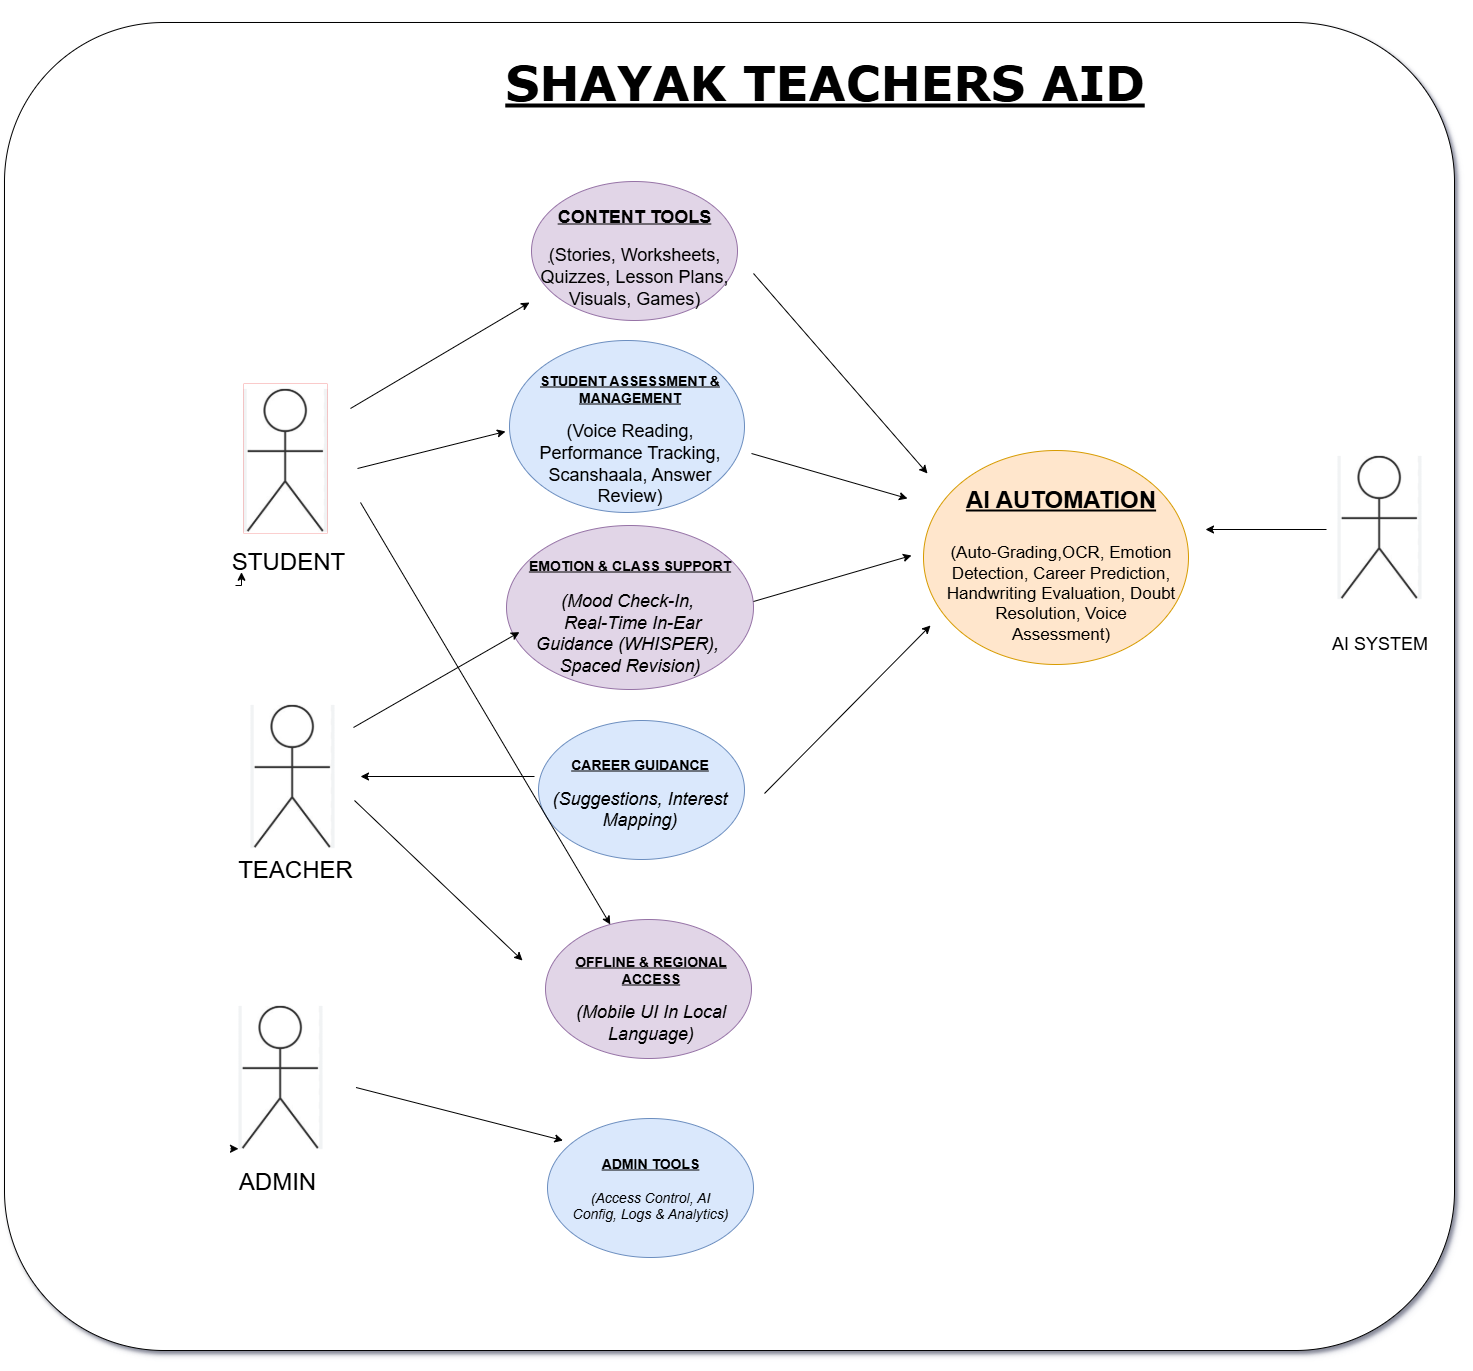 SHAYAK TEACHERS AID
CONTENT TOOLS
(Stories, Worksheets,
Quizzes, Lesson Plans,
Visuals, Games)
STUDENT ASSESSMENT &
MANAGEMENT
(Voice Reading,
Performance Tracking,
Scanshaala, Answer
Review)
STUDENT
EMOTION & CLASS SUPPORT
(Mood Check-In,
Real-Time In-Ear
Guidance (WHISPER),
Spaced Revision)
AI AUTOMATION
(Auto-Grading,OCR, Emotion
Detection, Career Prediction,
Handwriting Evaluation, Doubt
Resolution, Voice
Assessment)
AI SYSTEM
TEACHER
CAREER GUIDANCE
(Suggestions, Interest
Mapping)
OFFLINE & REGIONAL
ACCESS
(Mobile UI In Local
Language)
ADMIN
ADMIN TOOLS
(Access Control, AI
Config, Logs & Analytics)